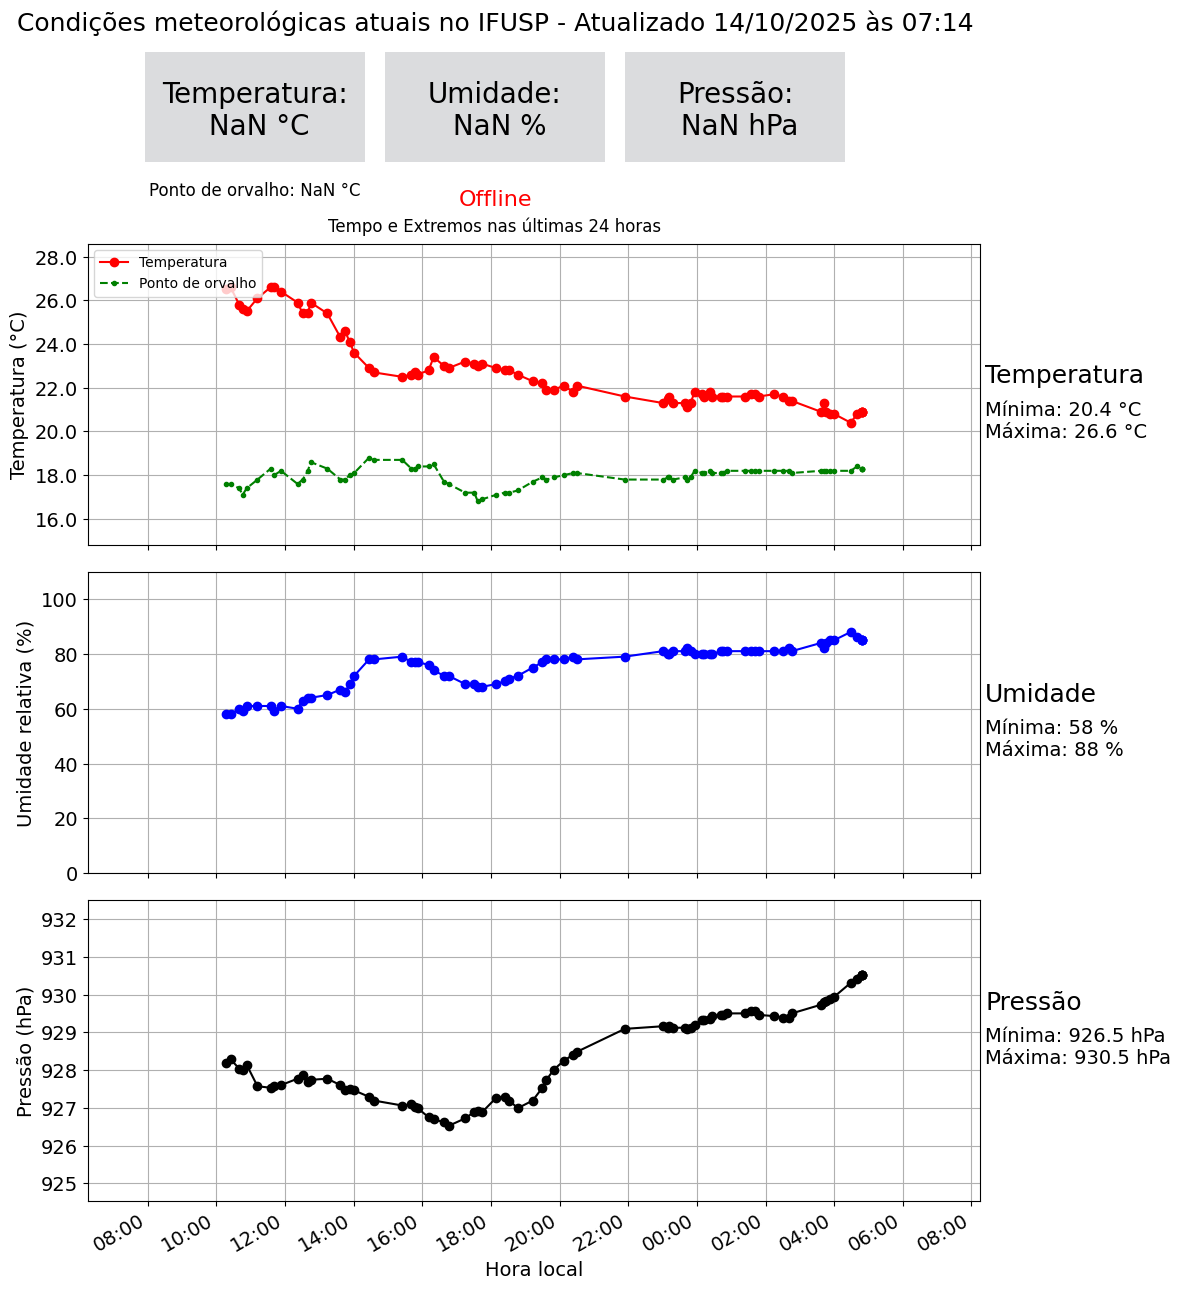 Condições meteorológicas atuais no IFUSP - Atualizado 14/10/2025 às 07:14
Temperatura:
NaN °C
Umidade:
NaN %
Pressão:
NaN hPa
Ponto de orvalho: NaN °C
Offline
Tempo e Extremos nas últimas 24 horas
Temperatura
Ponto de orvalho
28.0
26.0
24.0
22.0
20.0
18.0
16.0
Temperatura (°C)
Temperatura
Mínima: 20.4 °C
Máxima: 26.6 °C
100
80
60
40
20
0
Umidade relativa (%)
Umidade
Mínima: 58 %
Máxima: 88 %
932
931
930
929
928
927
926
925
Pressão (hPa)
Pressão
Mínima: 926.5 hPa
Máxima: 930.5 hPa
08:00 10:00 12:00 14:00 16:00 18:00 20:00 22:00 00:00 02:00 04:00 06:00 08:00
Hora local